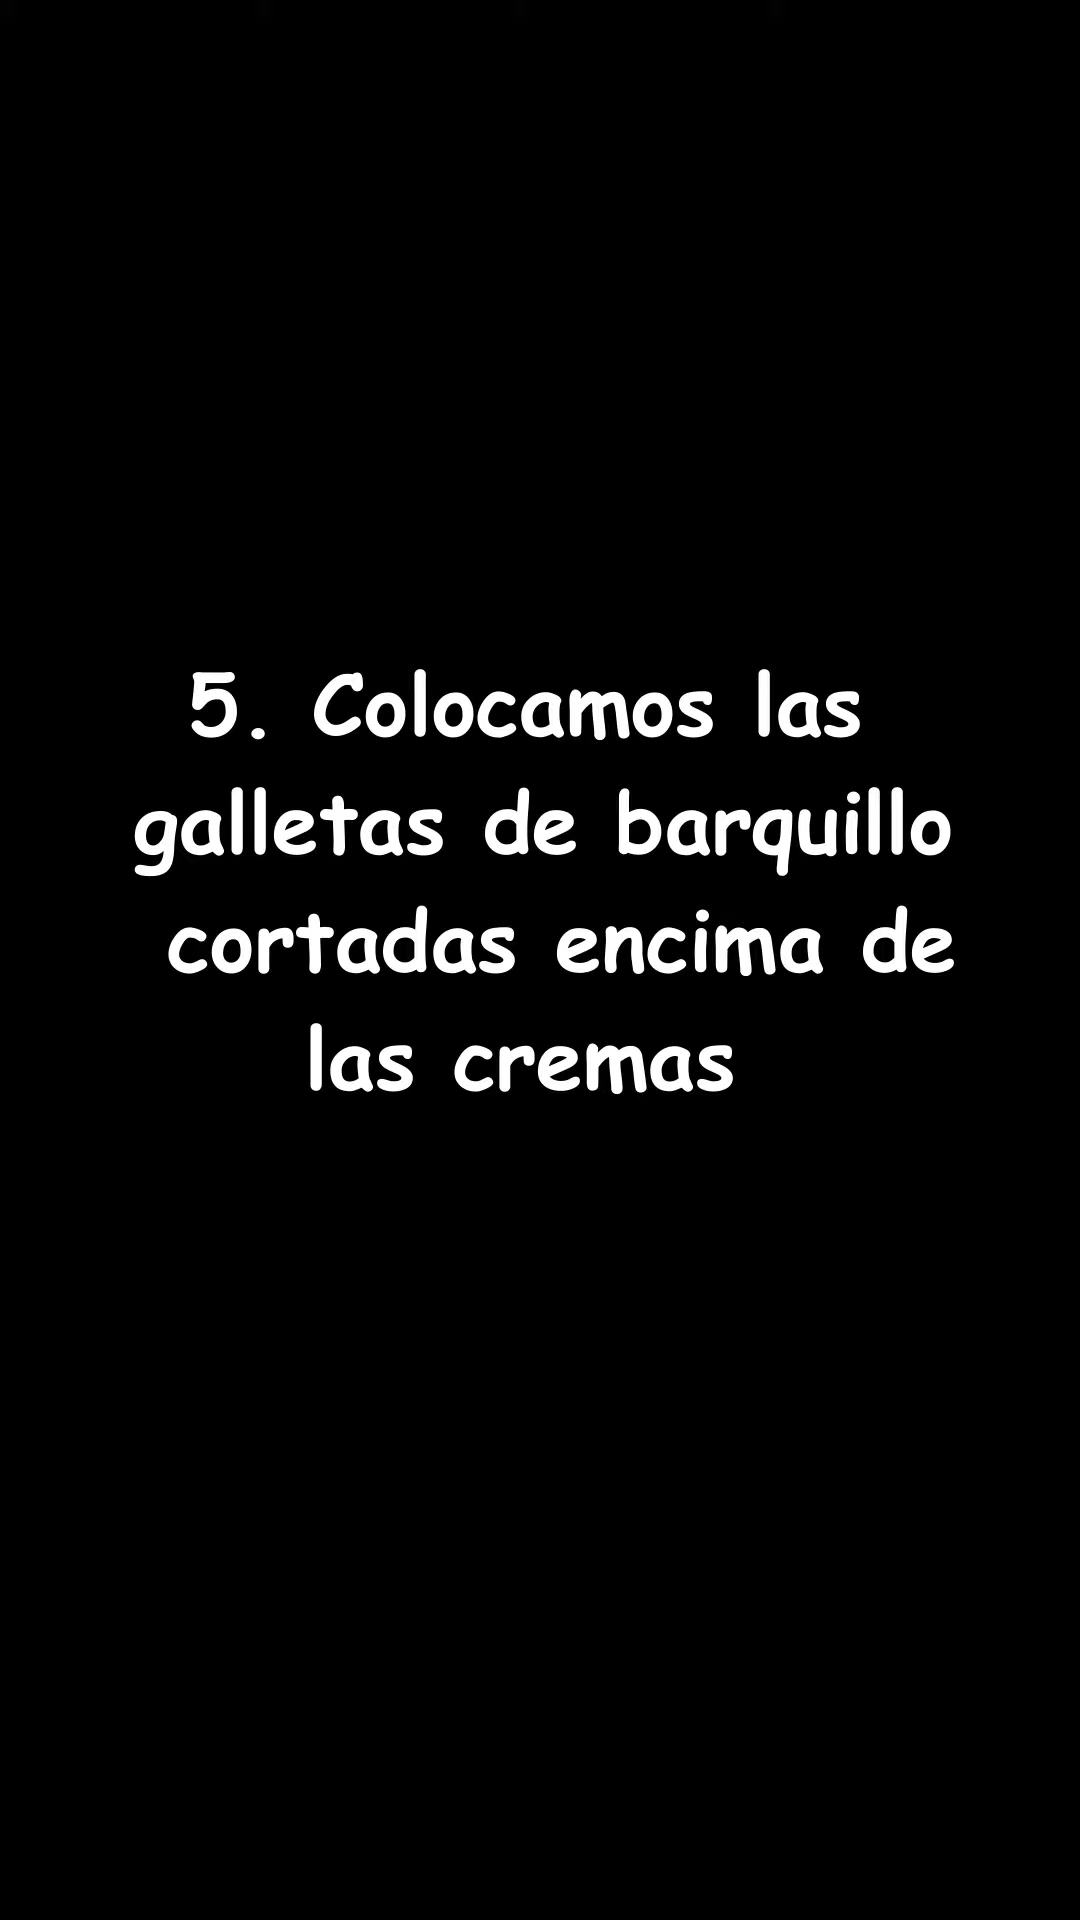 5. Colocamos las
galletas de barquillo
cortadas encima de
las cremas